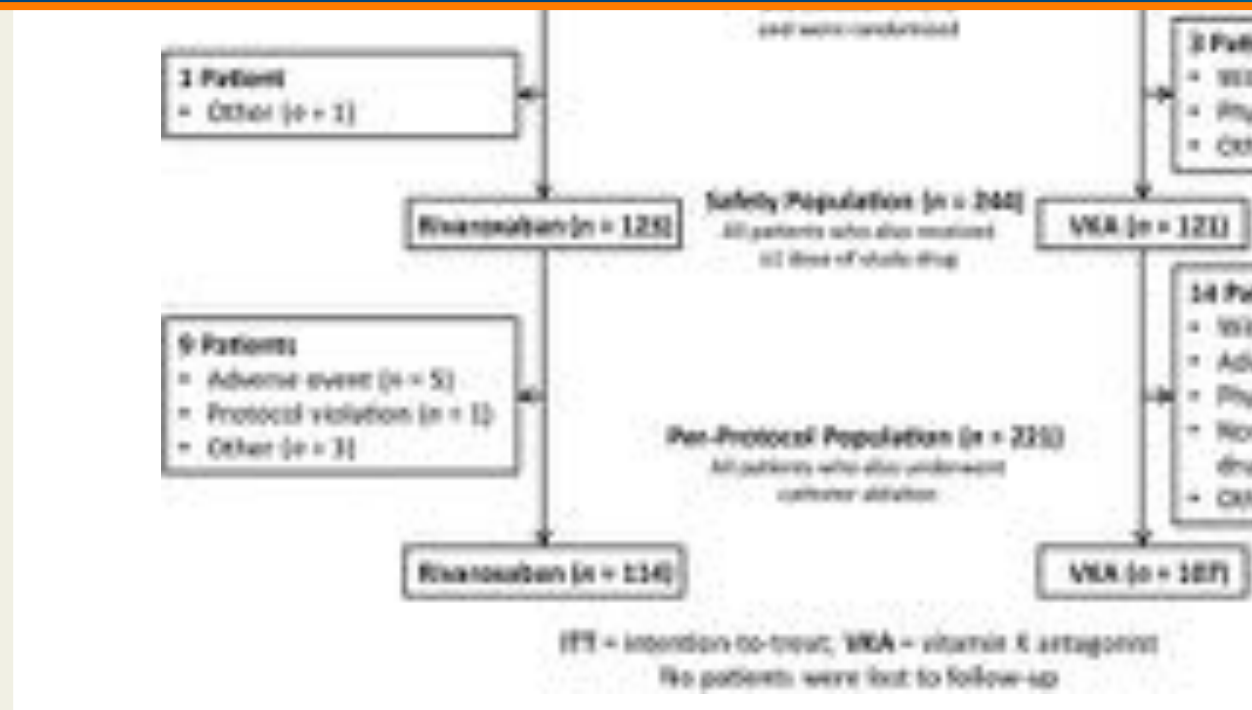 and were randomised
1 Patient
• Other (n = 1)
3
Rivaroxaban (n = 123)
Safety Population (n = 244)
All patients who also received
≥1 dose of study drug
VKA (n = 121)
9 Patients
• Adverse event (n = 5)
• Protocol violation (n = 1)
• Other (n = 3)
14
Per-Protocol Population (n = 221)
All patients who also underwent
catheter ablation
Rivaroxaban (n = 114)
VKA (n = 107)
ITT = intention-to-treat; VKA = vitamin K antagonist
No patients were lost to follow-up